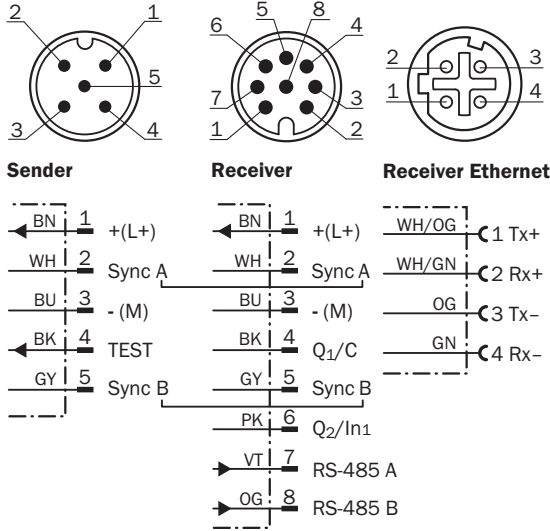 2 1
5
3 4
5 8
6 4
7 3
1 2
2 3
1 4
Sender
BN 1 +(L+)
WH 2 Sync A
BU 3 - (M)
BK 4 TEST
GY 5 Sync B
Receiver
BN 1 +(L+)
WH 2 Sync A
BU 3 - (M)
BK 4 Q1/C
GY 5 Sync B
PK 6 Q2/In1
VT 7 RS-485 A
OG 8 RS-485 B
Receiver Ethernet
WH/OG 1 Tx+
WH/GN 2 Rx+
OG 3 Tx–
GN 4 Rx–